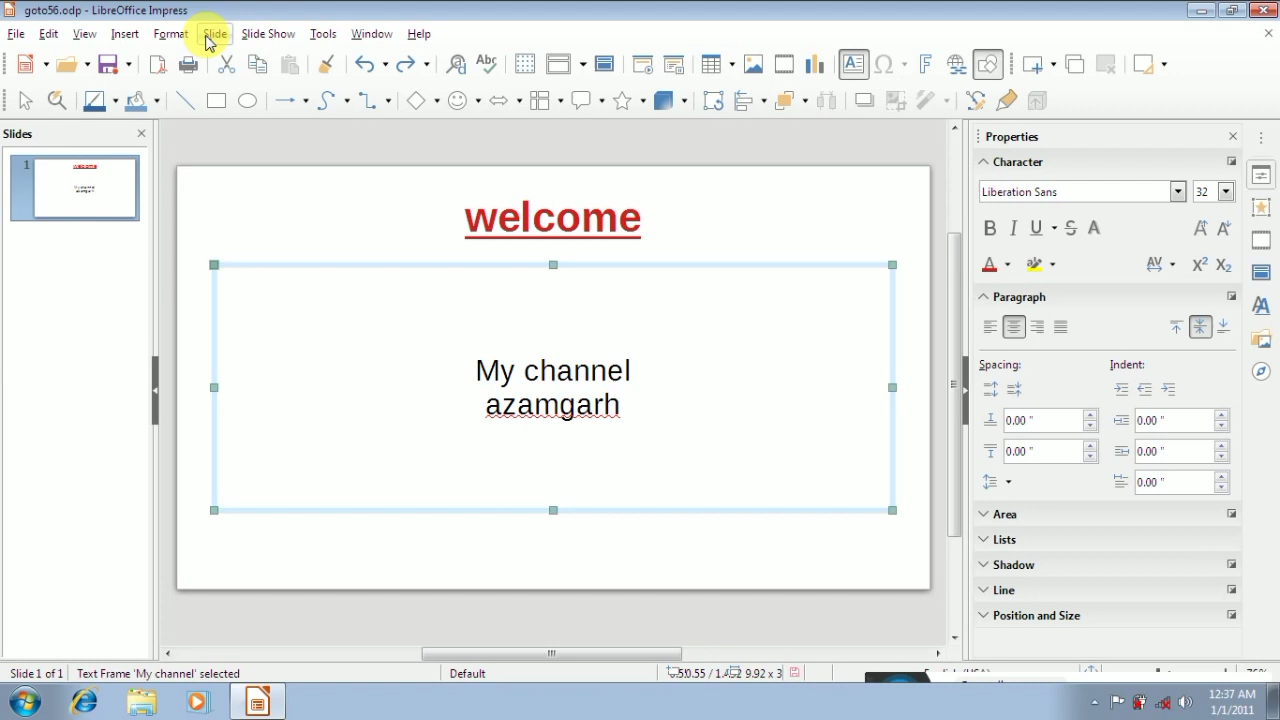 goto56.odp - LibreOffice Impress
File Edit View Insert Format Slide Slide Show Tools Window Help
Slides
Properties
1
welcome
My channel
azamgarh
Character
Liberation Sans 32
Paragraph
Spacing: Indent:
0.00 " 0.00 "
0.00 " 0.00 "
0.00 "
Area
Lists
Shadow
Line
Position and Size
Slide 1 of 1 Text Frame 'My channel' selected Default
12:37 AM
1/1/2011